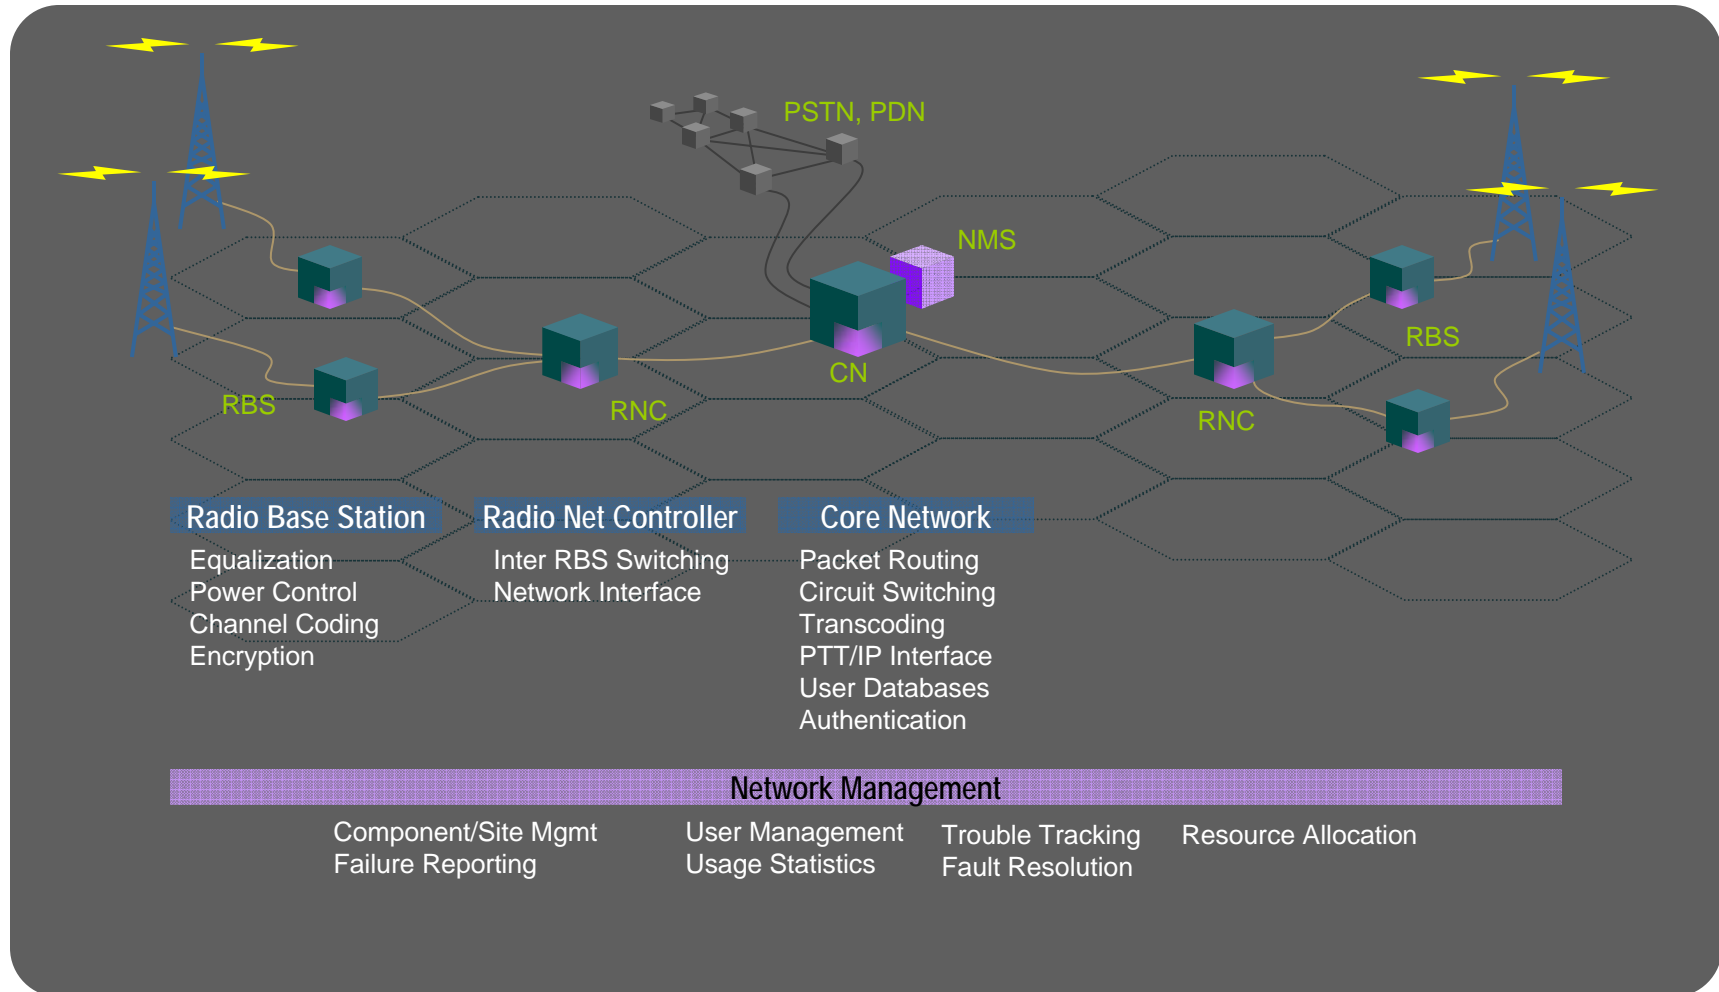 PSTN, PDN
NMS
CN
RBS
RNC
RBS
RNC
Radio Base Station
Equalization
Power Control
Channel Coding
Encryption
Radio Net Controller
Inter RBS Switching
Network Interface
Core Network
Packet Routing
Circuit Switching
Transcoding
PTT/IP Interface
User Databases
Authentication
Network Management
Component/Site Mgmt
Failure Reporting
User Management
Usage Statistics
Trouble Tracking
Fault Resolution
Resource Allocation